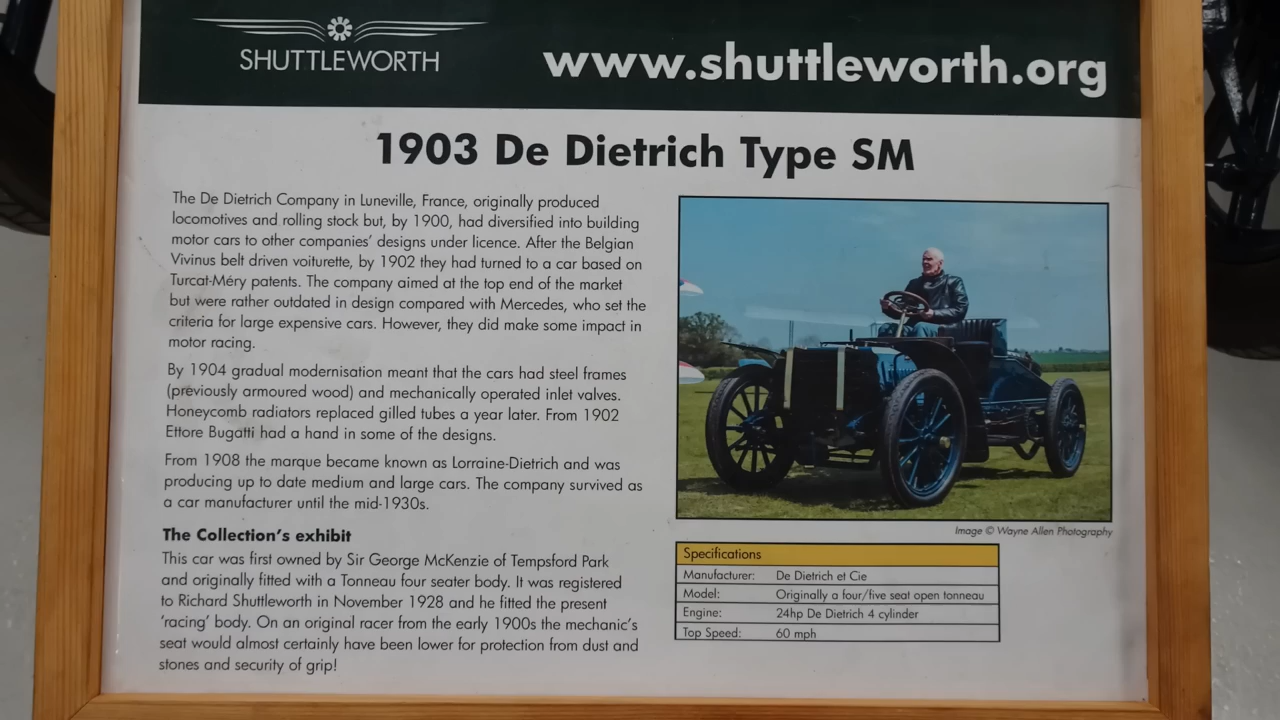 SHUTTLEWORTH
www.shuttleworth.org
1903 De Dietrich Type SM
The De Dietrich Company in Luneville, France, originally produced
locomotives and rolling stock but, by 1900, had diversified into building
motor cars to other companies' designs under licence. After the Belgian
Vivinus belt driven voiturette, by 1902 they had turned to a car based on
Turcat-Méry patents. The company aimed at the top end of the market
but were rather outdated in design compared with Mercedes, who set the
criteria for large expensive cars. However, they did make some impact in
motor racing.
By 1904 gradual modernisation meant that the cars had steel frames
(previously armoured wood) and mechanically operated inlet valves.
Honeycomb radiators replaced gilled tubes a year later. From 1902
Ettore Bugatti had a hand in some of the designs.
From 1908 the marque became known as Lorraine-Dietrich and was
producing up to date medium and large cars. The company survived as
a car manufacturer until the mid-1930s.
The Collection's exhibit
This car was first owned by Sir George McKenzie of Tempsford Park
and originally fitted with a Tonneau four seater body. It was registered
to Richard Shuttleworth in November 1928 and he fitted the present
'racing' body. On an original racer from the early 1900s the mechanic's
seat would almost certainly have been lower for protection from dust and
stones and security of grip!
Image © Wayne Allen Photography
Specifications
Manufacturer: De Dietrich et Cie
Model: Originally a four/five seat open tonneau
Engine: 24hp De Dietrich 4 cylinder
Top Speed: 60 mph